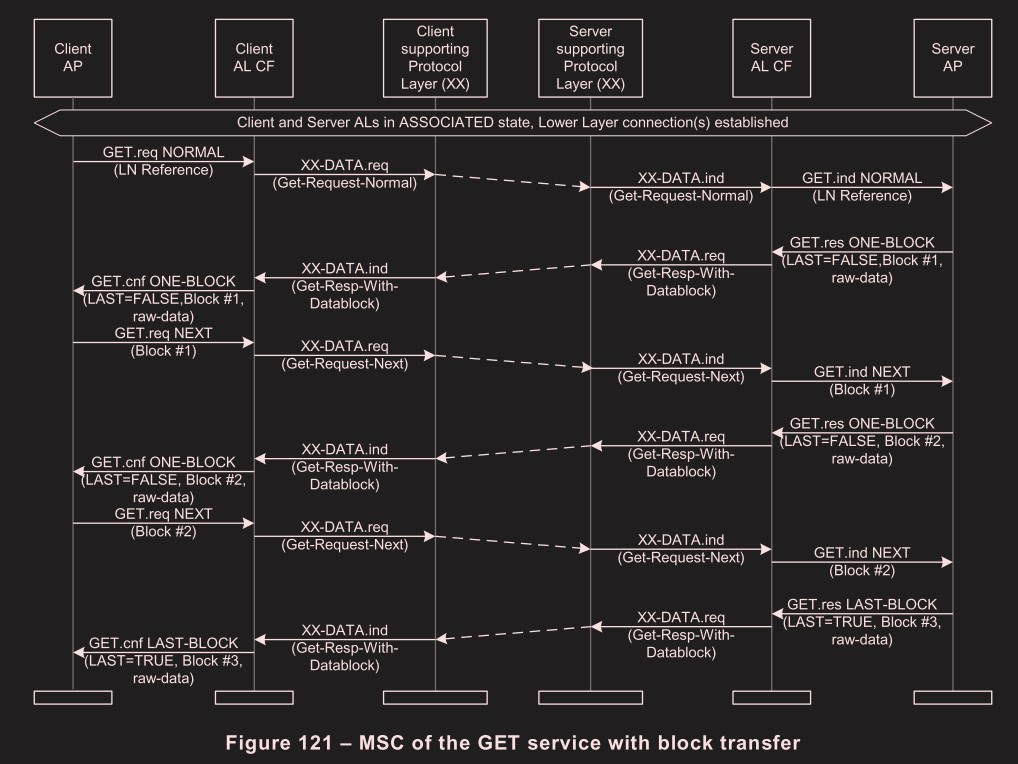 Client
AP
Client
AL CF
Client
supporting
Protocol
Layer (XX)
Server
supporting
Protocol
Layer (XX)
Server
AL CF
Server
AP
Client and Server ALs in ASSOCIATED state, Lower Layer connection(s) established
GET.req NORMAL
(LN Reference)
XX-DATA.req
(Get-Request-Normal)
XX-DATA.ind
(Get-Request-Normal)
GET.ind NORMAL
(LN Reference)
GET.res ONE-BLOCK
(LAST=FALSE,Block #1,
raw-data)
XX-DATA.req
(Get-Resp-With-
Datablock)
XX-DATA.ind
(Get-Resp-With-
Datablock)
GET.cnf ONE-BLOCK
(LAST=FALSE,Block #1,
raw-data)
GET.req NEXT
(Block #1)
XX-DATA.req
(Get-Request-Next)
XX-DATA.ind
(Get-Request-Next)
GET.ind NEXT
(Block #1)
GET.res ONE-BLOCK
(LAST=FALSE, Block #2,
raw-data)
XX-DATA.req
(Get-Resp-With-
Datablock)
XX-DATA.ind
(Get-Resp-With-
Datablock)
GET.cnf ONE-BLOCK
(LAST=FALSE, Block #2,
raw-data)
GET.req NEXT
(Block #2)
XX-DATA.req
(Get-Request-Next)
XX-DATA.ind
(Get-Request-Next)
GET.ind NEXT
(Block #2)
GET.res LAST-BLOCK
(LAST=TRUE, Block #3,
raw-data)
XX-DATA.req
(Get-Resp-With-
Datablock)
XX-DATA.ind
(Get-Resp-With-
Datablock)
GET.cnf LAST-BLOCK
(LAST=TRUE, Block #3,
raw-data)
Figure 121 – MSC of the GET service with block transfer